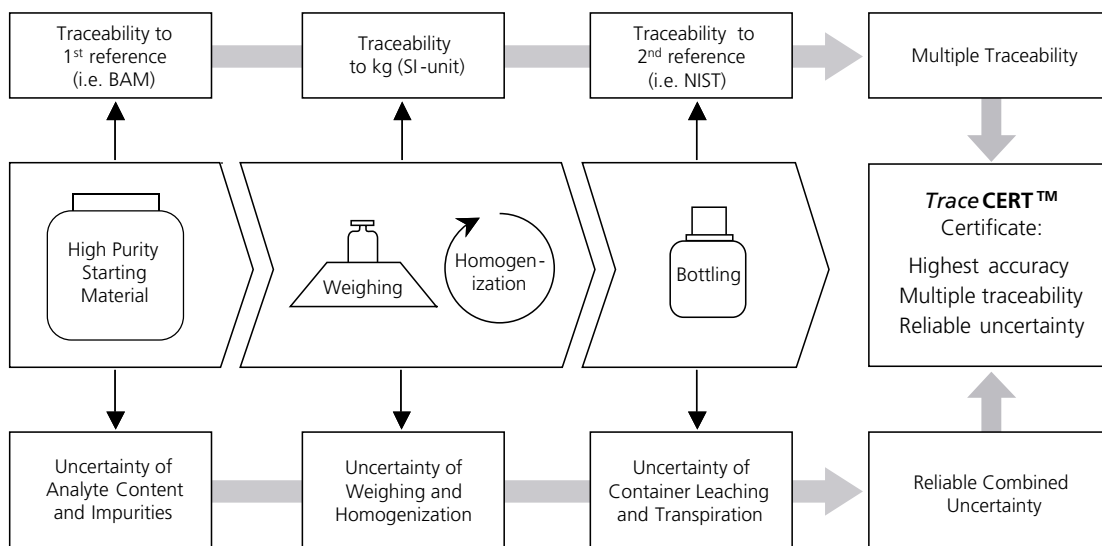 Traceability to
1st reference
(i.e. BAM)
Traceability
to kg (SI-unit)
Traceability to
2nd reference
(i.e. NIST)
Multiple Traceability
High Purity
Starting
Material
Weighing
Homogen-
ization
Bottling
TraceCERT™
Certificate:
Highest accuracy
Multiple traceability
Reliable uncertainty
Uncertainty of
Analyte Content
and Impurities
Uncertainty of
Weighing and
Homogenization
Uncertainty of
Container Leaching
and Transpiration
Reliable Combined
Uncertainty